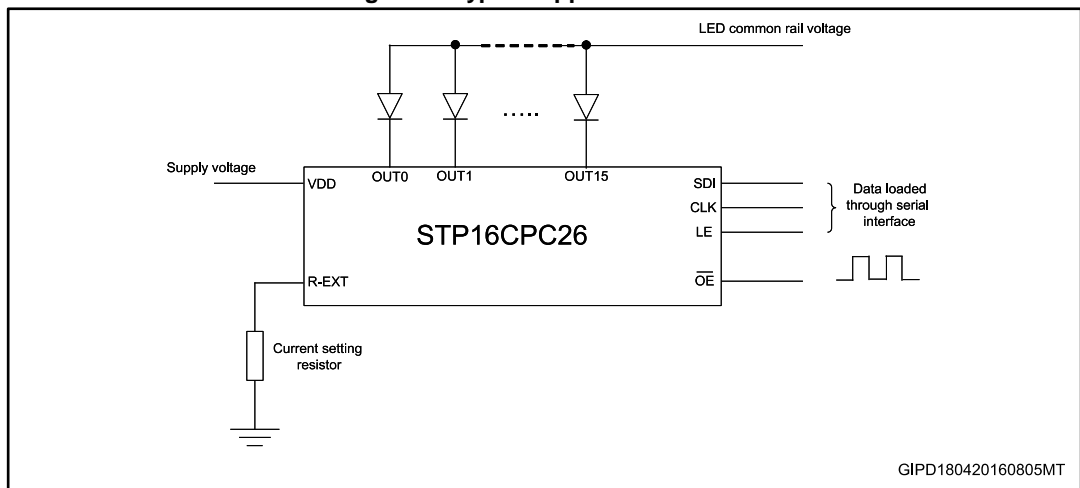 LED common rail voltage
.....
Supply voltage
VDD
OUT0
OUT1
OUT15
SDI
CLK
LE
Data loaded
through serial
interface
STP16CPC26
R-EXT
OE
Current setting
resistor
GIPD180420160805MT